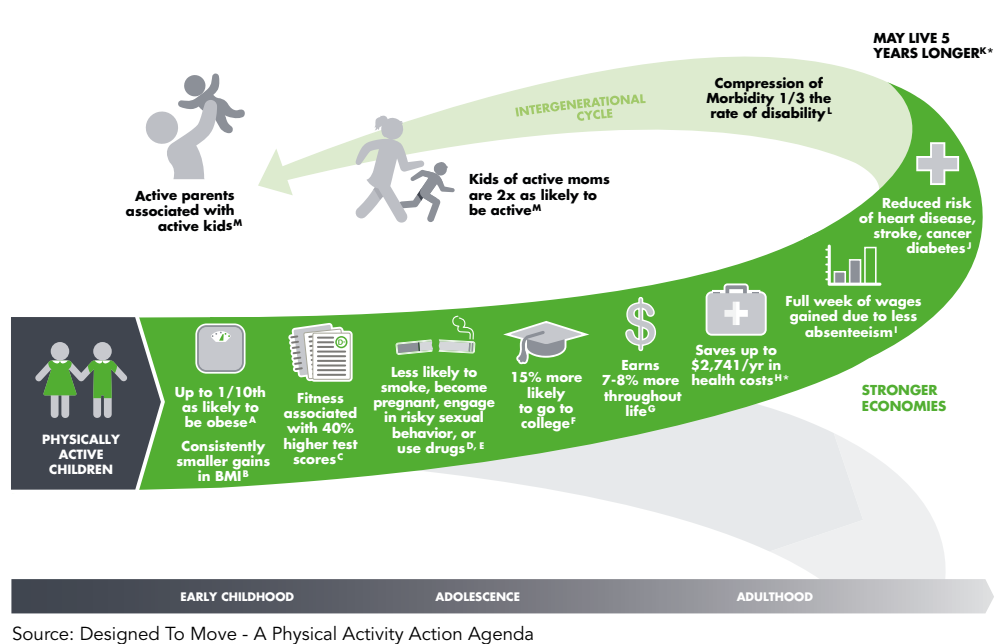 MAY LIVE 5
YEARS LONGERᴷ*
Compression of
Morbidity 1/3 the
rate of disabilityᴸ
INTERGENERATIONAL
CYCLE
Active parents
associated with
active kidsᴹ
Kids of active moms
are 2x as likely to
be activeᴹ
Reduced risk
of heart disease,
stroke, cancer
diabetesᴶ
Full week of wages
gained due to less
absenteeismᴵ
Saves up to
$2,741/yr in
health costsᴴ*
Earns
7-8% more
throughout
lifeᴳ
15% more
likely
to go to
collegeF
Less likely to
smoke, become
pregnant, engage
in risky sexual
behavior, or
use drugsᴰ, ᴱ
Fitness
associated
with 40%
higher test
scoresC
Up to 1/10th
as likely to
be obeseᴬ
Consistently
smaller gains
in BMIᴮ
PHYSICALLY
ACTIVE
CHILDREN
STRONGER
ECONOMIES
EARLY CHILDHOOD
ADOLESCENCE
ADULTHOOD
Source: Designed To Move - A Physical Activity Action Agenda